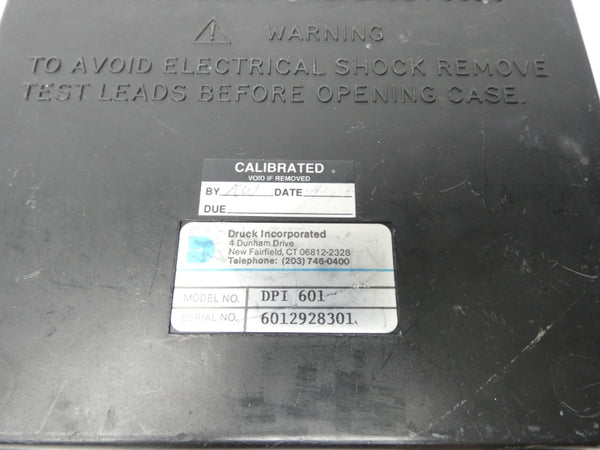 WARNING
TO AVOID ELECTRICAL SHOCK REMOVE
TEST LEADS BEFORE OPENING CASE.
CALIBRATED
VOID IF REMOVED
BY KW DATE
DUE
Druck Incorporated
4 Dunham Drive
New Fairfield, CT 06812-2328
Telephone: (203) 746-0400
MODEL NO. DPI 601
SERIAL NO. 6012928301